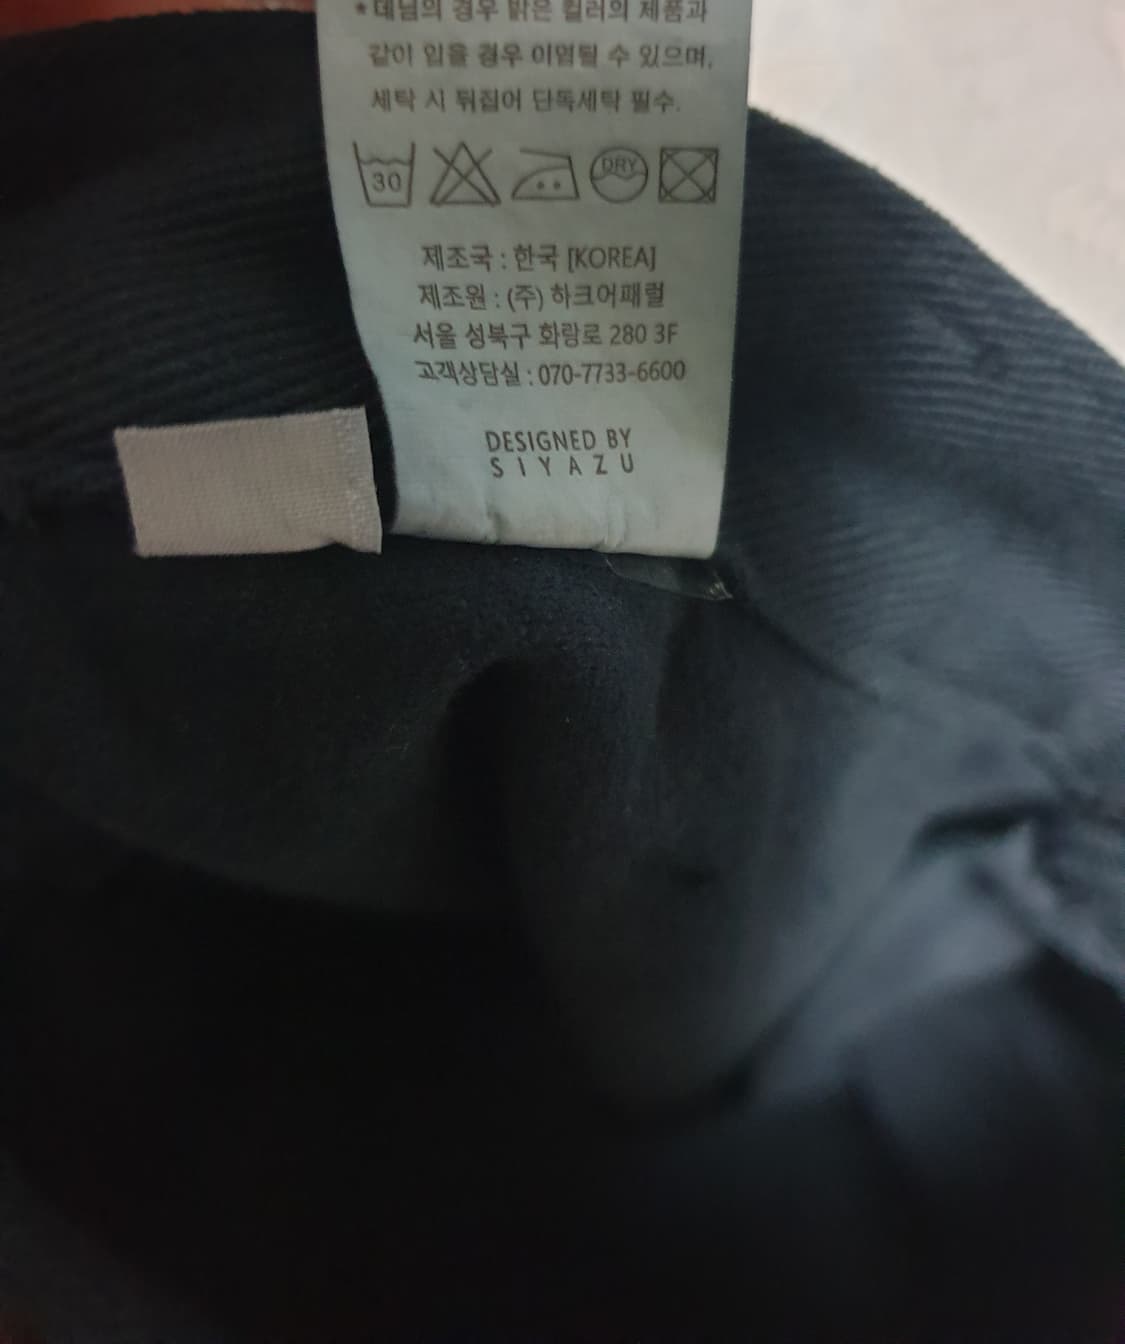 *데님의 경우 밝은 컬러의 제품과
같이 입을 경우 이염될 수 있으며,
세탁 시 뒤집어 단독세탁 필수.
30 DRY
제조국 : 한국 [KOREA]
제조원 : (주) 하크어패럴
서울 성북구 화랑로 280 3F
고객상담실 : 070-7733-6600
DESIGNED BY
SIYAZU